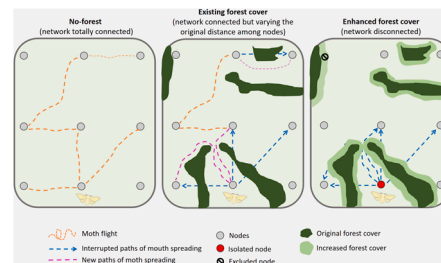 No-forest
(network totally connected)
Existing forest cover
(network connected but varying the
original distance among nodes)
Enhanced forest cover
(network disconnected)
Moth flight
Interrupted paths of mouth spreading
New paths of moth spreading
Nodes
Isolated node
Excluded node
Original forest cover
Increased forest cover